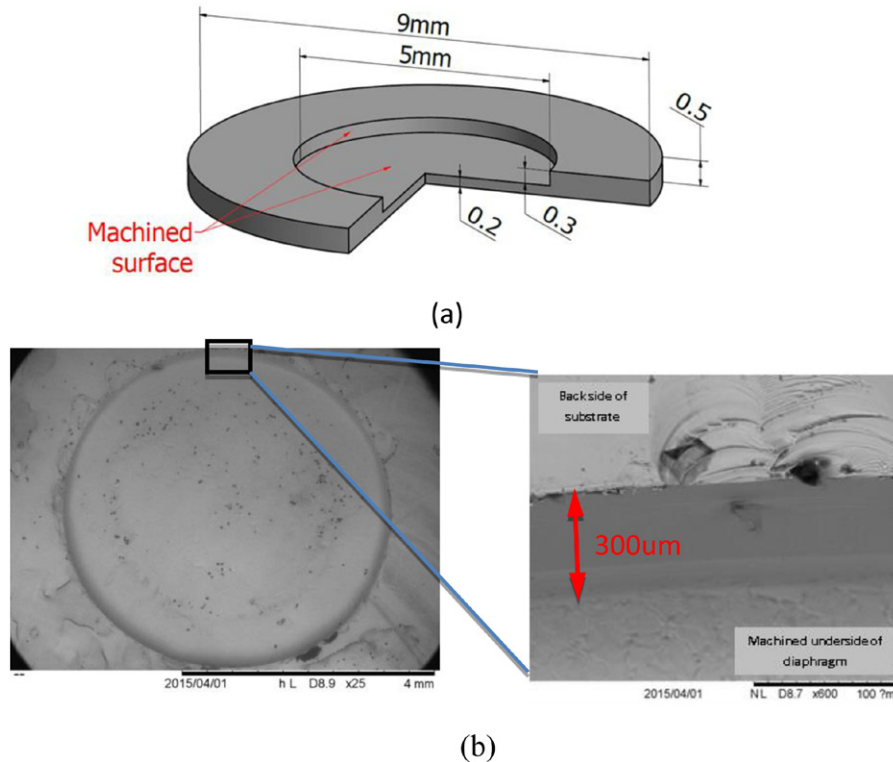 9mm
5mm
0.5
0.2
0.3
Machined
surface
(a)
Backside of
substrate
300um
Machined underside of
diaphragm
2015/04/01 h L D8.9 x25 4 mm
2015/04/01 N L D8.7 x600 100 ?m
(b)